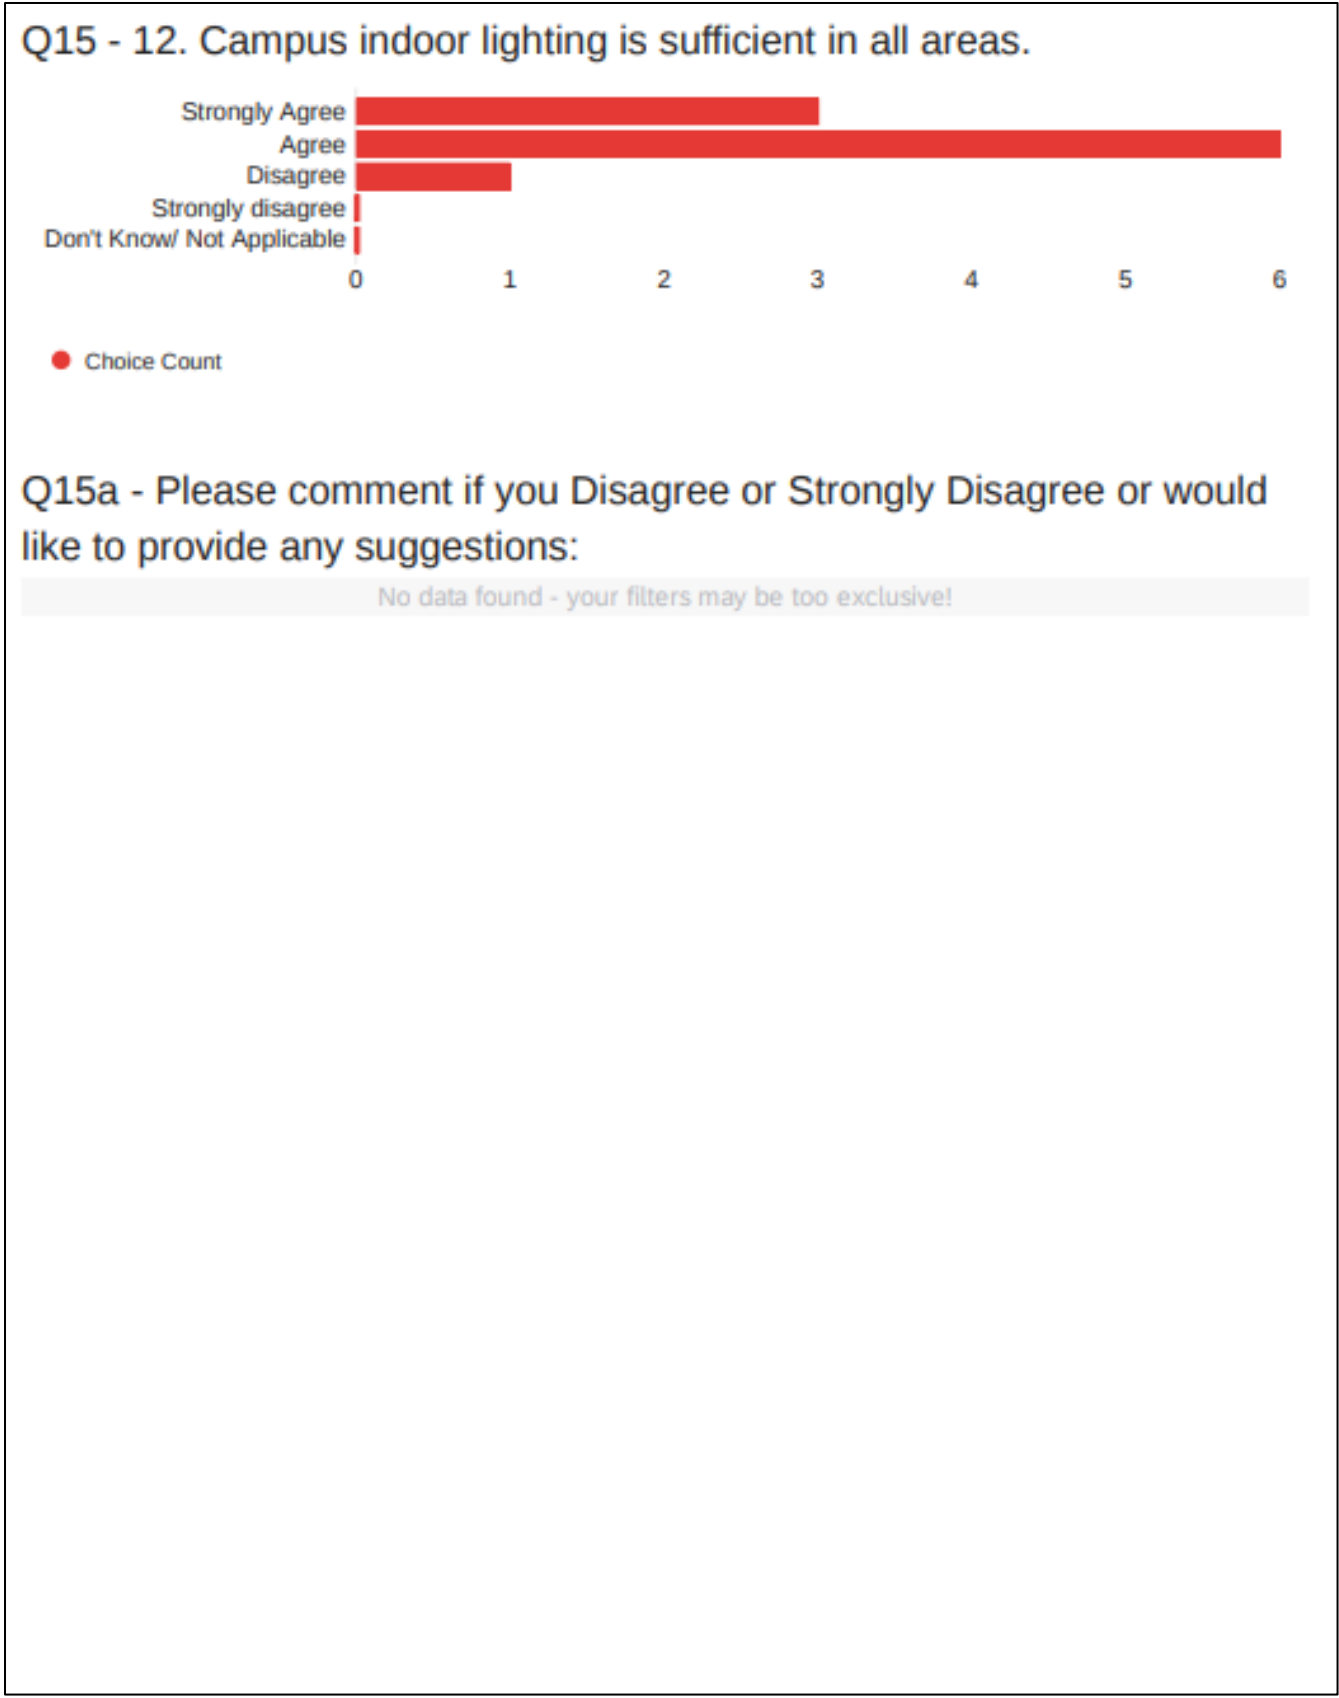 Q15 - 12. Campus indoor lighting is sufficient in all areas.
Strongly Agree
Agree
Disagree
Strongly disagree
Don't Know/ Not Applicable
0 1 2 3 4 5 6
Choice Count
Q15a - Please comment if you Disagree or Strongly Disagree or would
like to provide any suggestions:
No data found - your filters may be too exclusive!